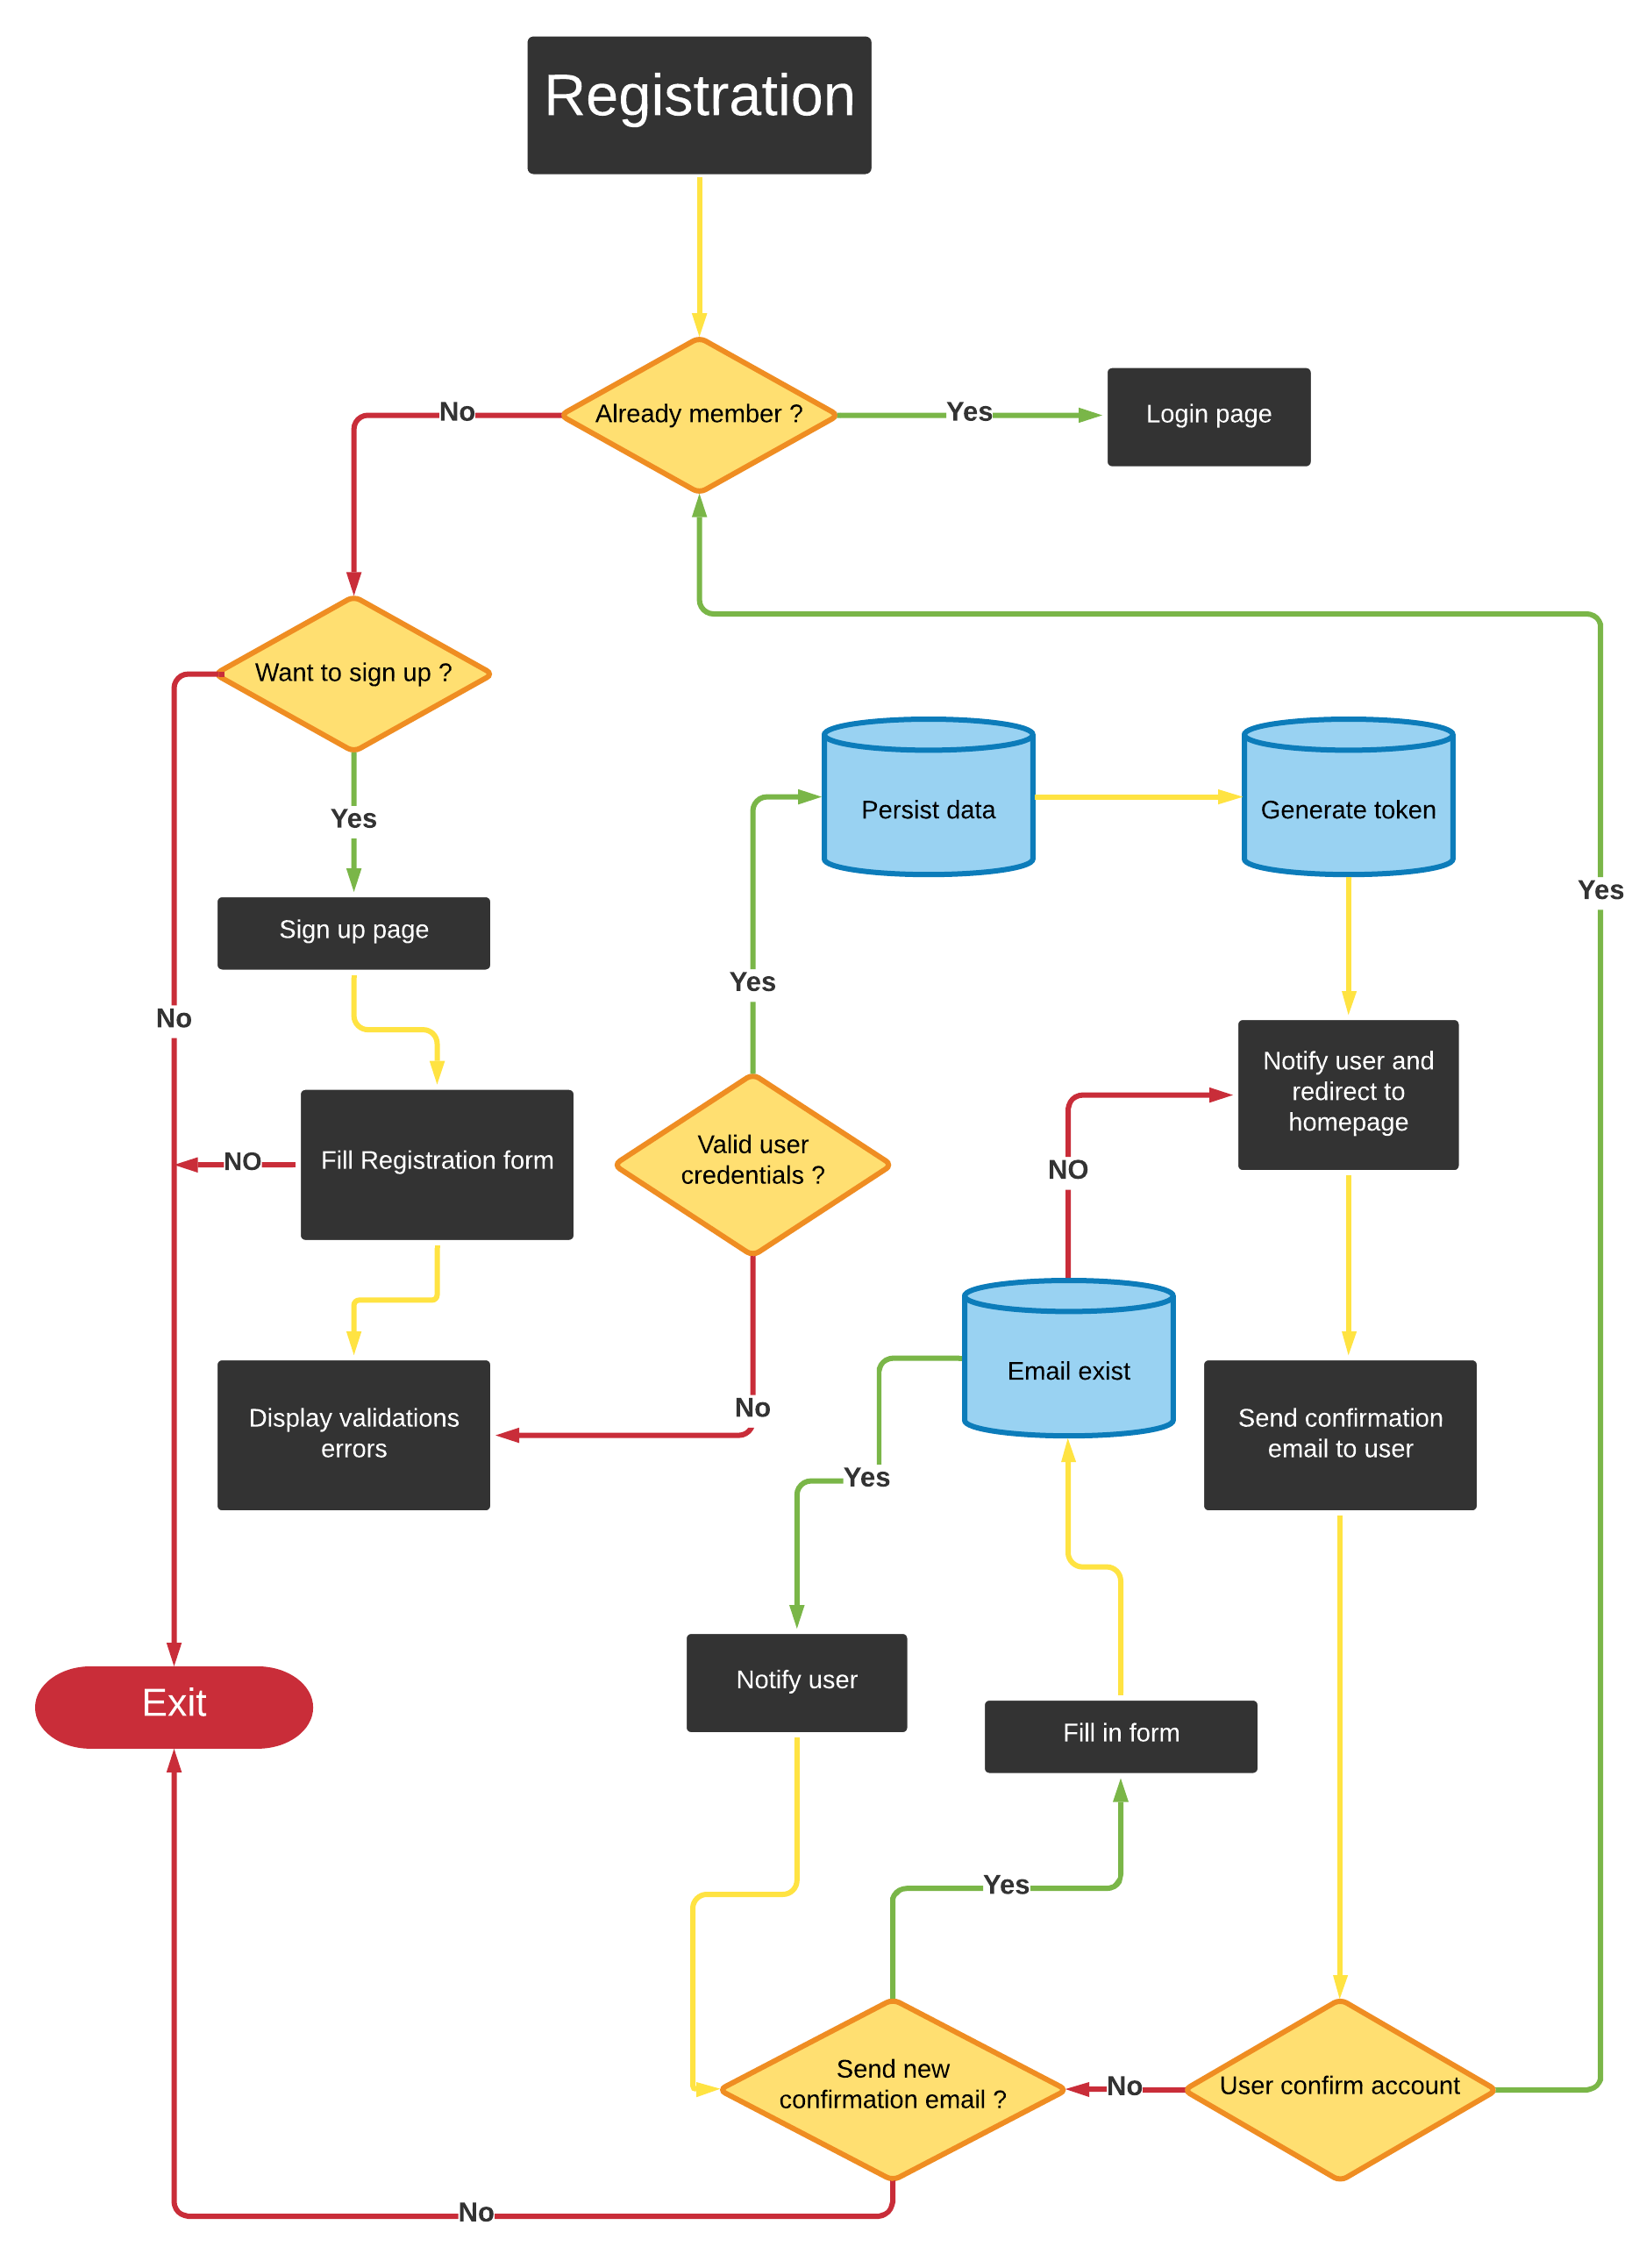 Registration
No
Already member ?
Yes
Login page
Want to sign up ?
Yes
Persist data
Generate token
Yes
Sign up page
Yes
No
Notify user and
redirect to
homepage
Valid user
credentials ?
NO
Fill Registration form
NO
Email exist
No
Display validations
errors
Send confirmation
email to user
Yes
Notify user
Exit
Fill in form
Yes
Send new
confirmation email ?
No
User confirm account
No